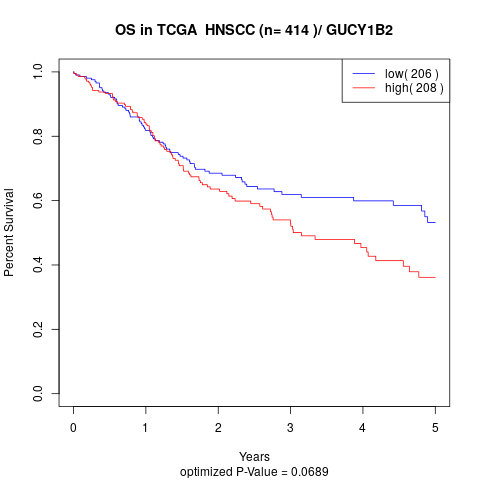 OS in TCGA  HNSCC (n= 414 )/ GUCY1B2
low( 206 )
high( 208 )
Percent Survival
1.0
0.8
0.6
0.4
0.2
0.0
0 1 2 3 4 5
Years
optimized P-Value = 0.0689